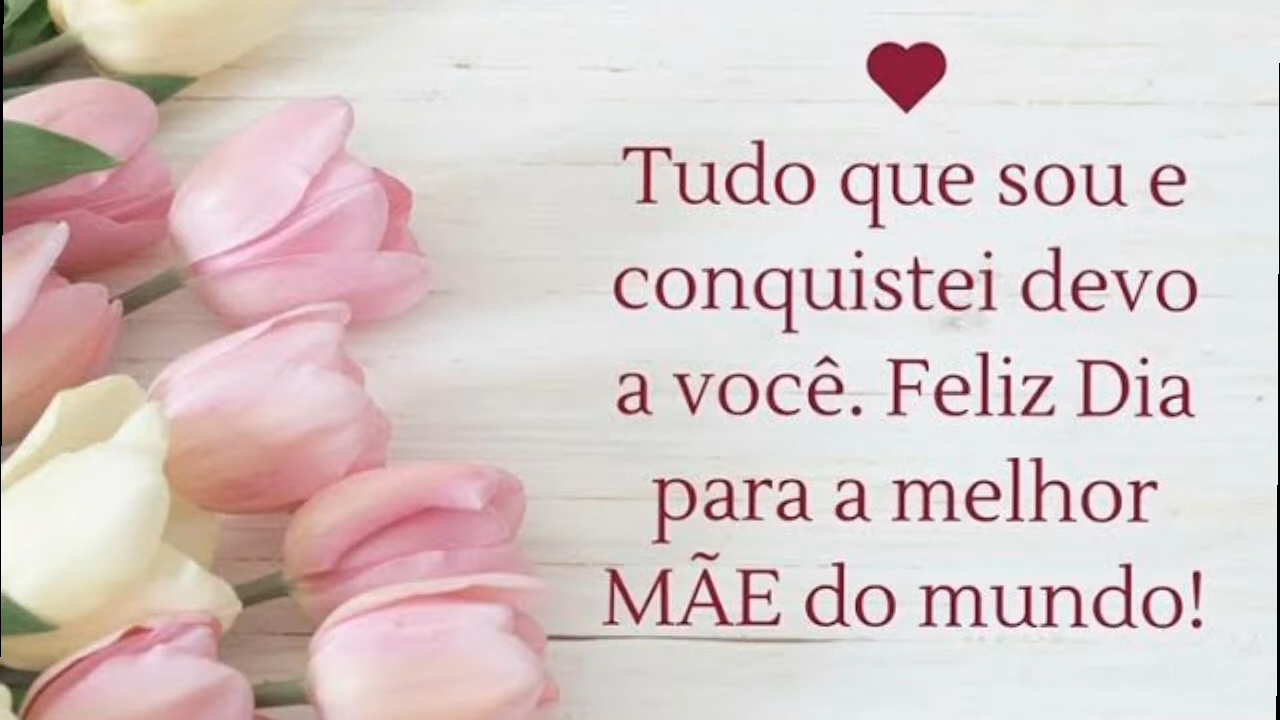 Tudo que sou e
conquistei devo
a você. Feliz Dia
para a melhor
MÃE do mundo!